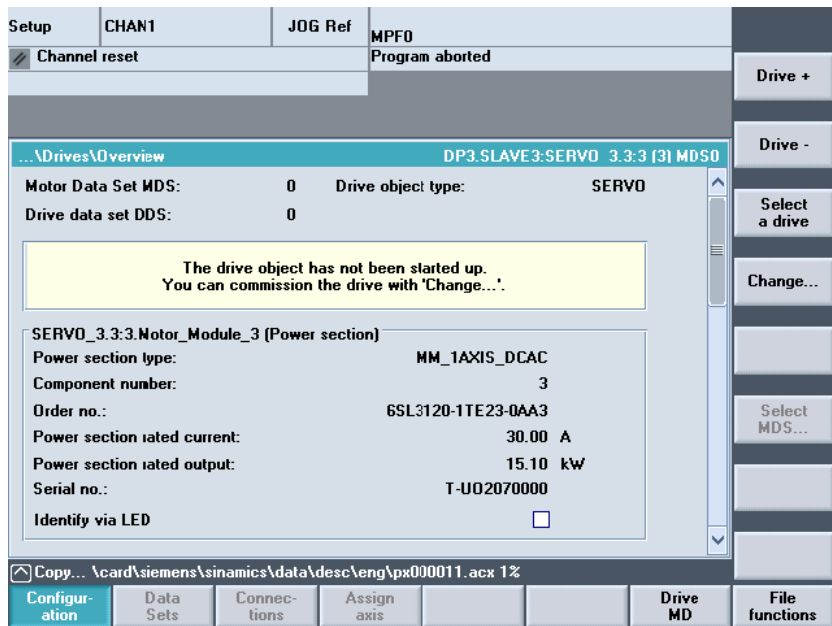 Setup CHAN1 JOG Ref MPF0
Channel reset Program aborted
...\Drives\Overview DP3.SLAVE3:SERVO 3.3:3 (3) MDS0
Motor Data Set MDS: 0 Drive object type: SERVO
Drive data set DDS: 0
The drive object has not been started up.
You can commission the drive with 'Change...'.
SERVO_3.3:3.Motor_Module_3 (Power section)
Power section type: MM_1AXIS_DCAC
Component number: 3
Order no.: 6SL3120-1TE23-0AA3
Power section rated current: 30.00 A
Power section rated output: 15.10 kW
Serial no.: T-UO2070000
Identify via LED
Copy... \card\siemens\sinamics\data\desc\eng\px000011.acx 1%
Drive +
Drive -
Select
a drive
Change...
Select
MDS...
Configur-
ation
Data
Sets
Connec-
tions
Assign
axis
Drive
MD
File
functions